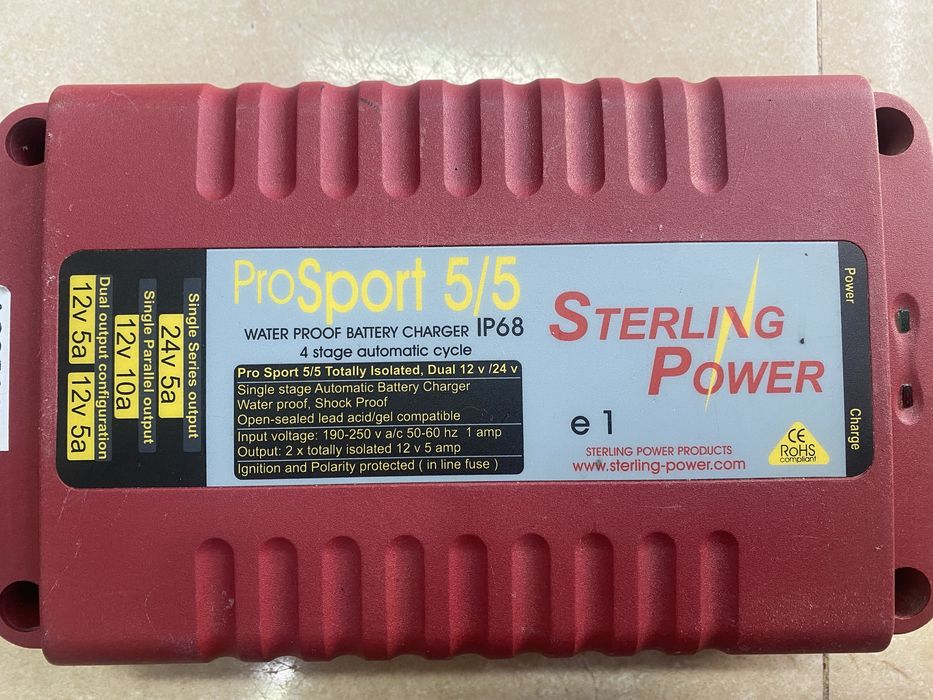 ProSport 5/5
WATER PROOF BATTERY CHARGER IP68
4 stage automatic cycle
Pro Sport 5/5 Totally Isolated, Dual 12 v /24 v
Single stage Automatic Battery Charger
Water proof, Shock Proof
Open-sealed lead acid/gel compatible
Input voltage: 190-250 v a/c 50-60 hz 1 amp
Output: 2 x totally isolated 12 v 5 amp
Ignition and Polarity protected ( in line fuse )
STERLING
POWER
e 1
STERLING POWER PRODUCTS
www.sterling-power.com
CE
ROHS
compliant
Power
Charge
Single Series output
24v 5a
Single Parallel output
12v 10a
Dual output configuration
12v 5a 12v 5a